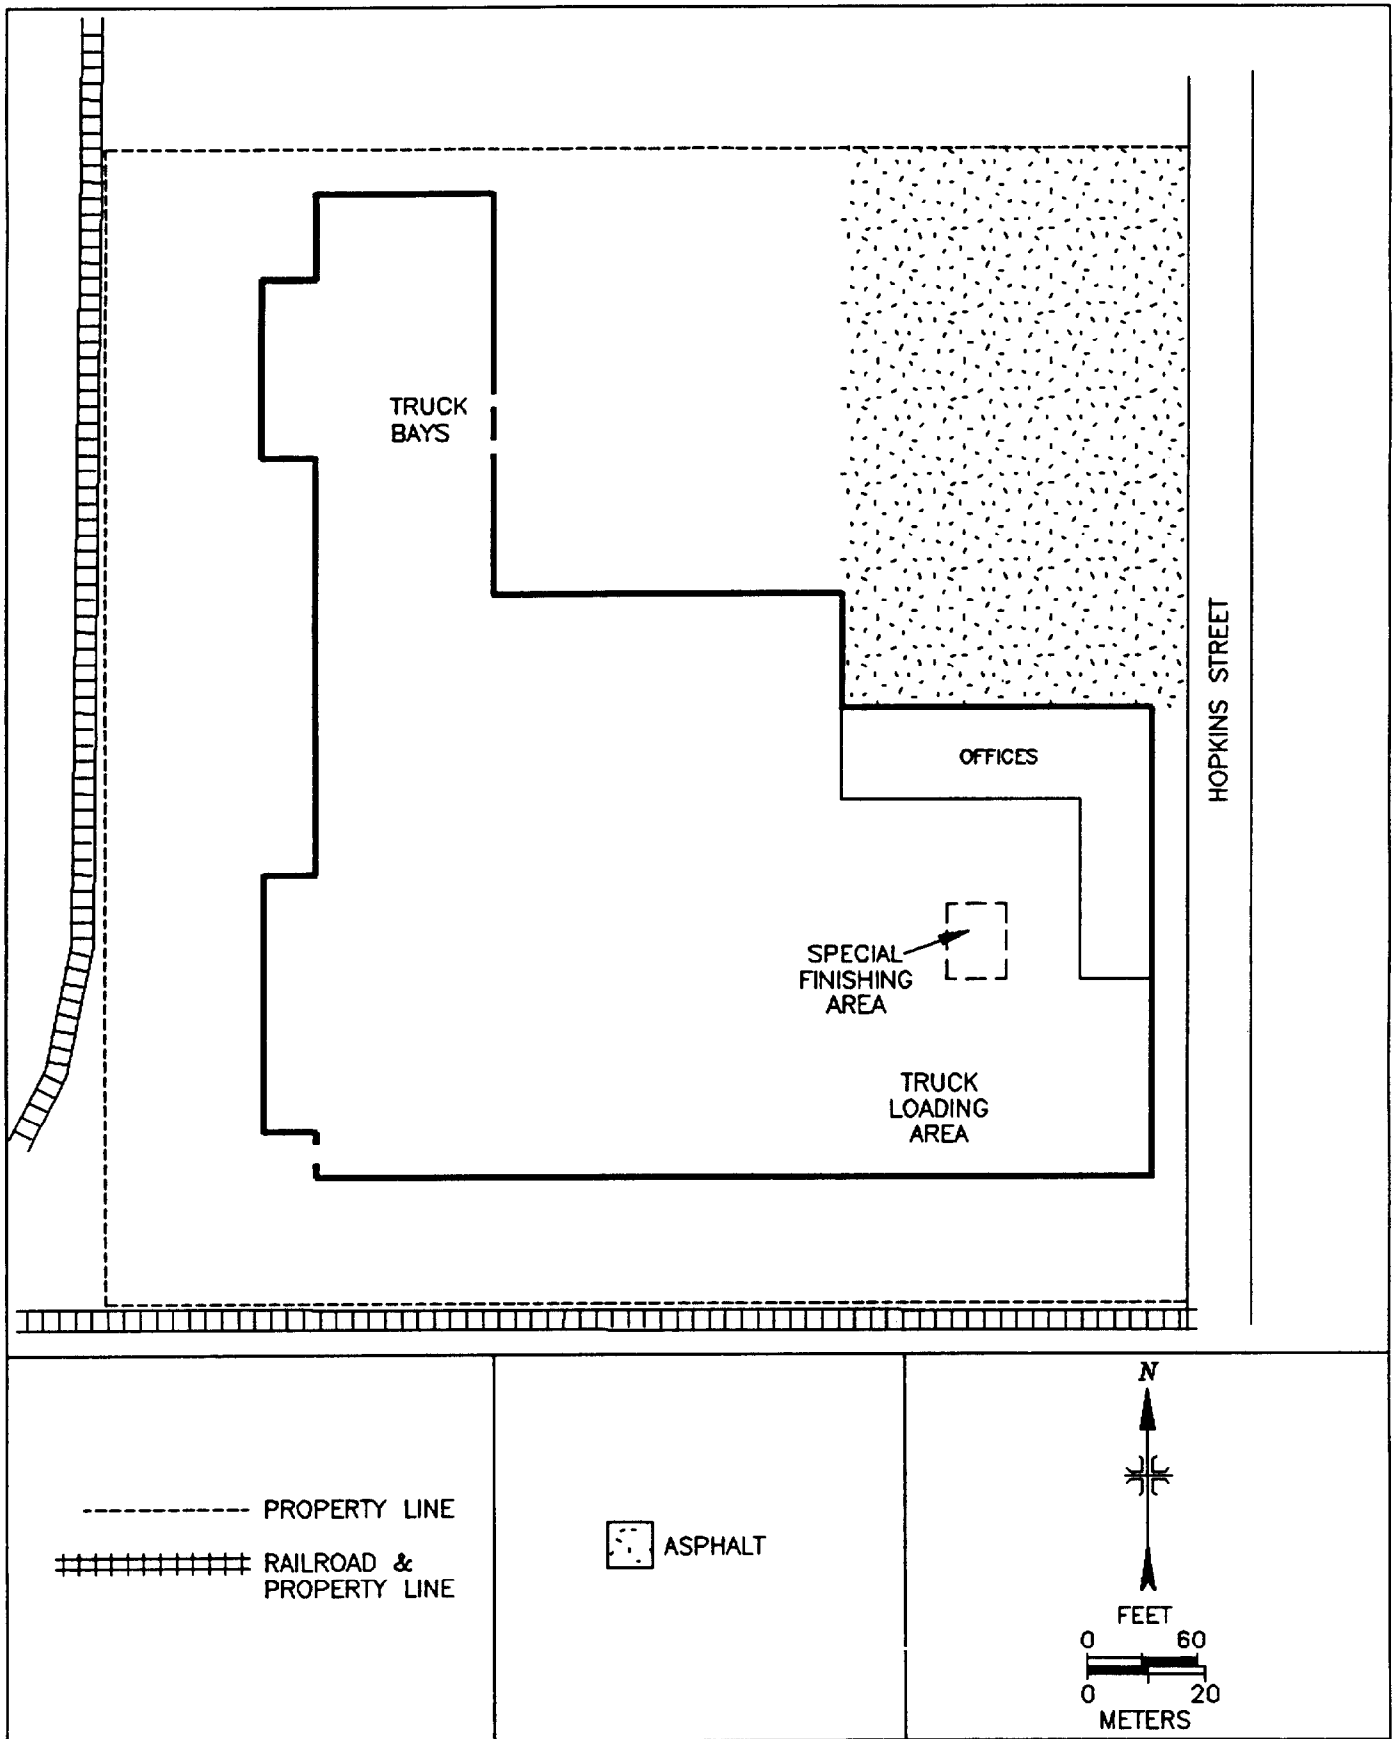 TRUCK
BAYS
HOPKINS STREET
OFFICES
SPECIAL
FINISHING
AREA
TRUCK
LOADING
AREA
PROPERTY LINE
RAILROAD &
PROPERTY LINE
ASPHALT
N
FEET
0 60
0 20
METERS